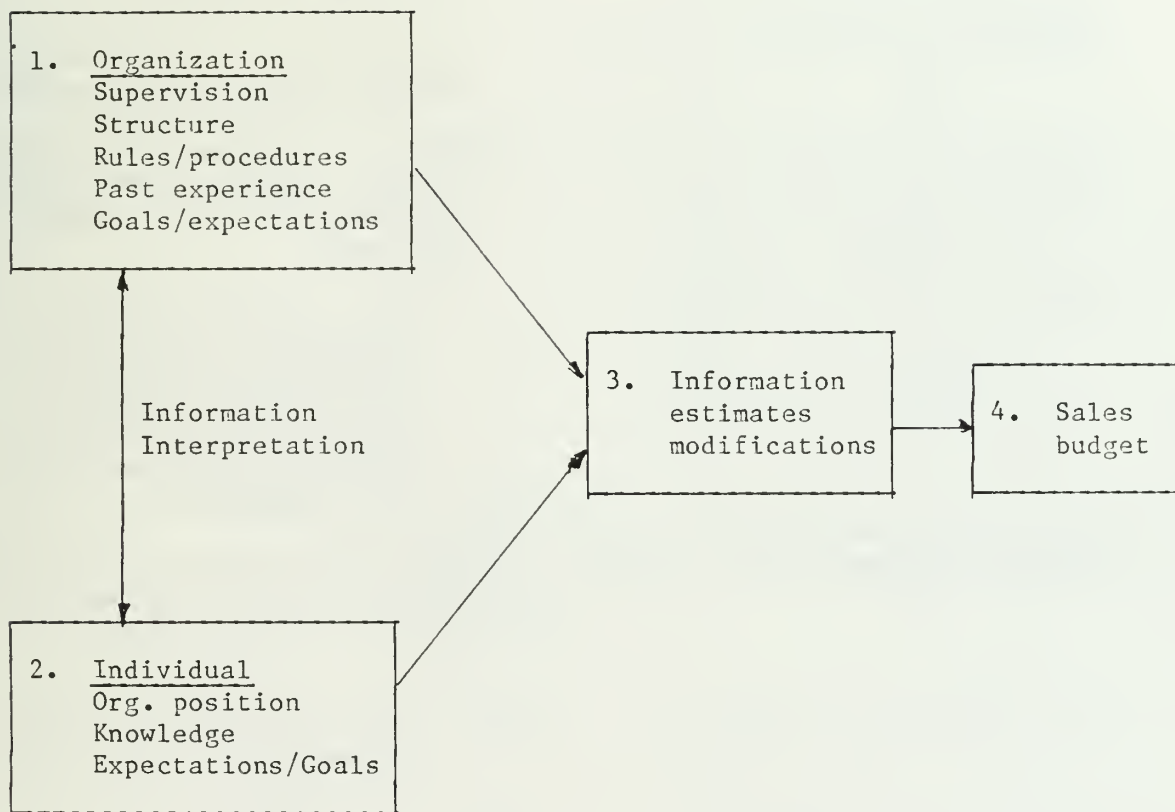 1. Organization
Supervision
Structure
Rules/procedures
Past experience
Goals/expectations
Information
Interpretation
2. Individual
Org. position
Knowledge
Expectations/Goals
3. Information
estimates
modifications
4. Sales
budget